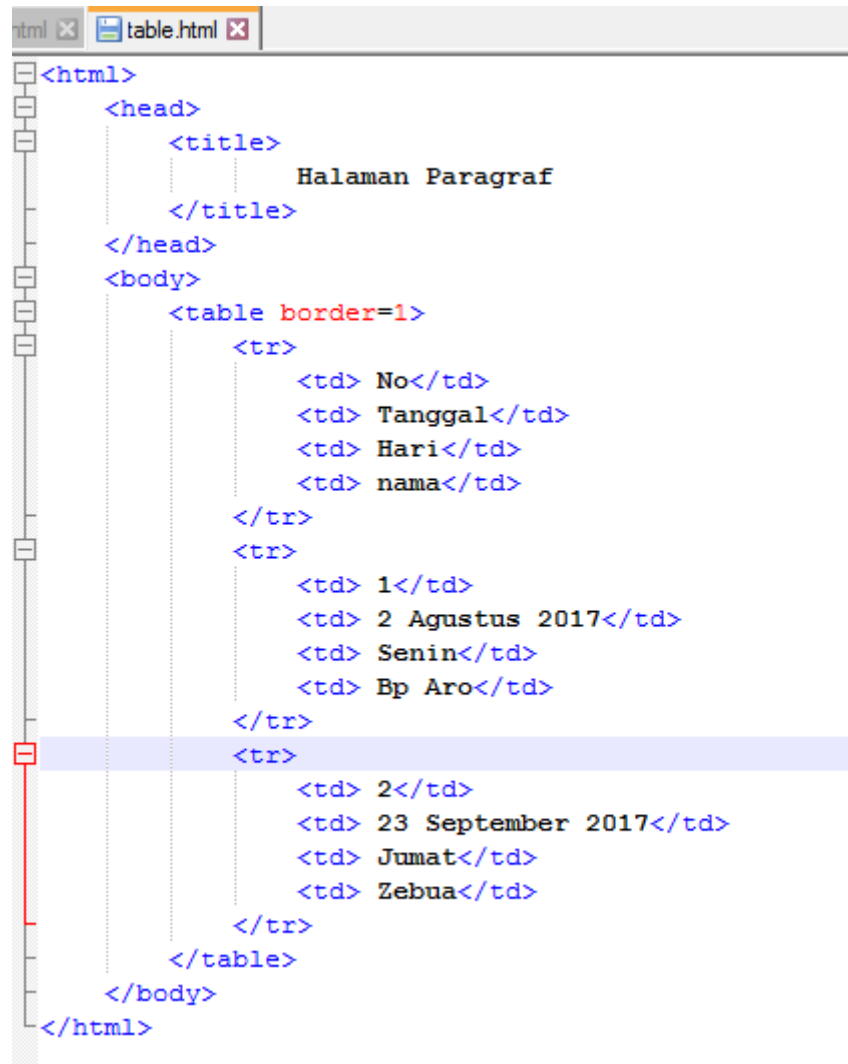 html
table.html
<html>
<head>
<title>
Halaman Paragraf
</title>
</head>
<body>
<table border=1>
<tr>
<td> No</td>
<td> Tanggal</td>
<td> Hari</td>
<td> nama</td>
</tr>
<tr>
<td> 1</td>
<td> 2 Agustus 2017</td>
<td> Senin</td>
<td> Bp Aro</td>
</tr>
<tr>
<td> 2</td>
<td> 23 September 2017</td>
<td> Jumat</td>
<td> Zebua</td>
</tr>
</table>
</body>
</html>